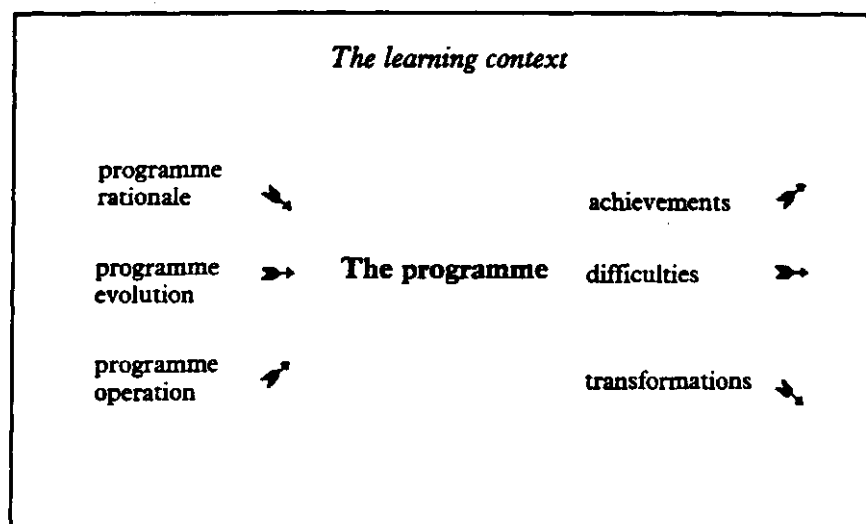 The learning context
programme
rationale
achievements
programme
evolution
The programme
difficulties
programme
operation
transformations